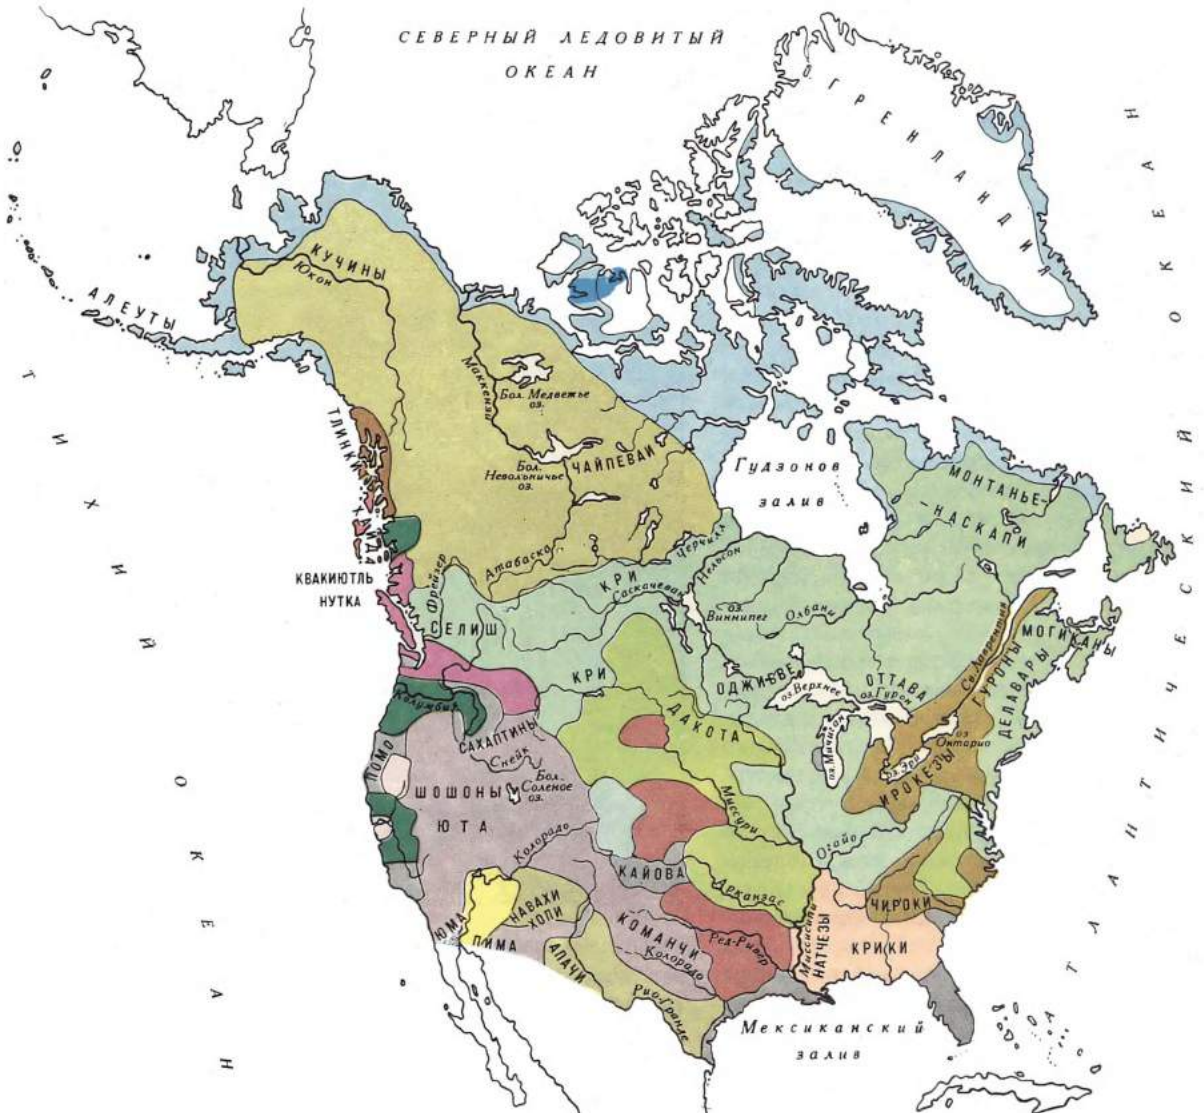 СЕВЕРНЫЙ ЛЕДОВИТЫЙ
ОКЕАН
О. ГРЕНЛАНДИЯ
АТЛАНТИЧЕСКИЙ ОКЕАН
ТИХИЙ ОКЕАН
КУЧИНЫ
Юкон
АЛЕУТЫ
Маккензи
Бол. Медвежье
оз.
ТЛИНКИТЫ
Бол.
Невольничье
оз.
ЧАЙПЕВАИ
Гудзонов
залив
МОНТАНЬЕ-
-НАСКАПИ
ХАЙДА
Атабаска
Черчилл
Нельсон
КВАКИЮТЛЬ
НУТКА
Фрейзер
КРИ
Саскачеван
оз.
Виннипег
Олбани
СЕЛИШ
Св. Лаврентия
МОГИКАНЫ
ГУРОНЫ
ДЕЛАВАРЫ
КРИ
ОДЖИБВЕ
оз. Верхнее
ОТТАВА
оз. Гурон
Колумбия
ДАКОТА
САХАПТИНЫ
Снейк
оз. Мичиган
оз.
Онтарио
оз. Эри
ИРОКЕЗЫ
ПОМО
ШОШОНЫ
Бол.
Соленое
оз.
ЮТА
Миссури
Колорадо
Огайо
КАЙОВА
Арканзас
ЧИРОКИ
НАВАХИ
ХОПИ
ЮМА
ПИМА
АПАЧИ
КОМАНЧИ
Колорадо
Ред-Ривер
Миссисипи
НАТЧЕЗЫ
КРИКИ
Рио-Гранде
Мексиканский
залив